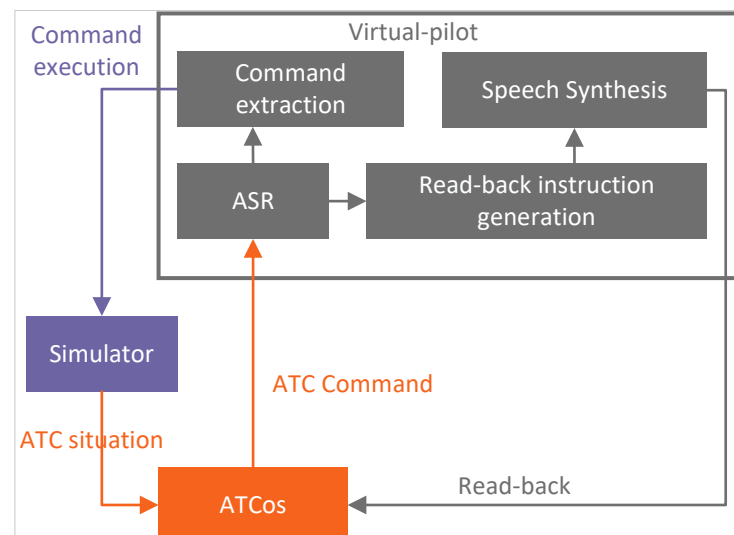 Command
execution
Virtual-pilot
Command
extraction
Speech Synthesis
ASR
Read-back instruction
generation
Simulator
ATC Command
ATC situation
ATCos
Read-back